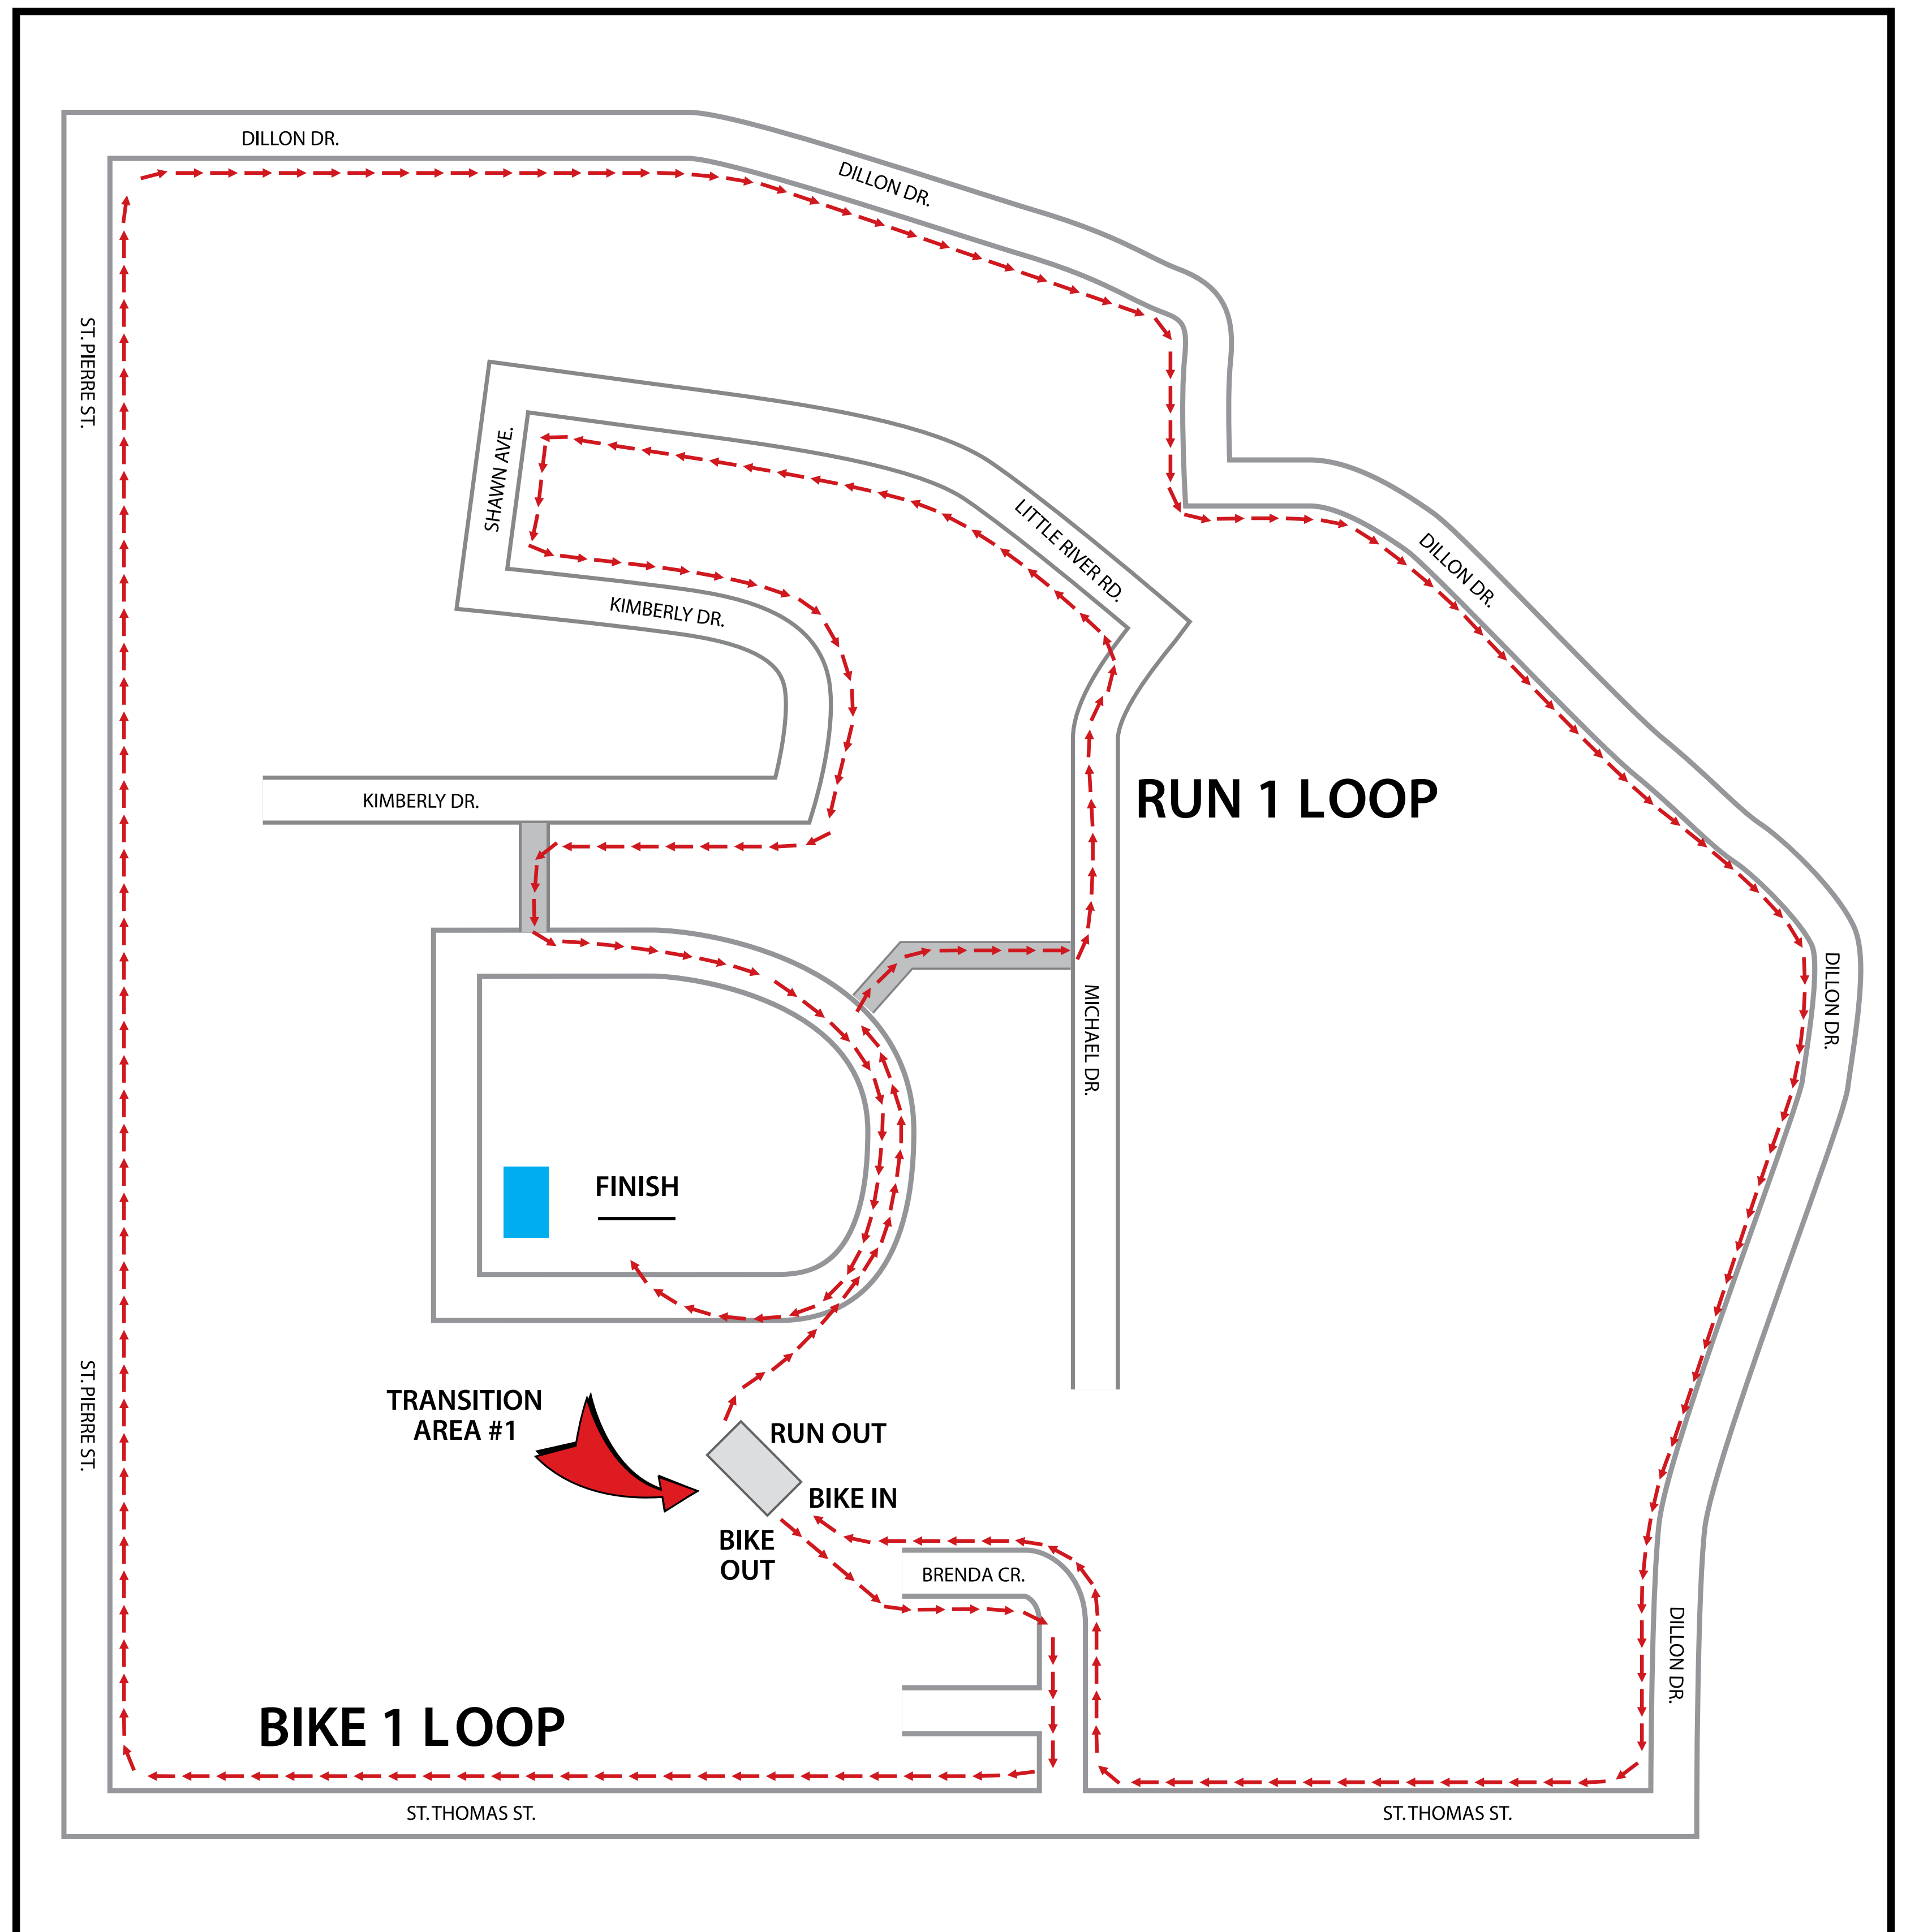 DILLON DR.
DILLON DR.
ST. PIERRE ST.
SHAWN AVE.
LITTLE RIVER RD.
DILLON DR.
KIMBERLY DR.
KIMBERLY DR.
RUN 1 LOOP
DILLON DR.
MICHAEL DR.
FINISH
ST. PIERRE ST.
TRANSITION
AREA #1
RUN OUT
BIKE IN
BIKE
OUT
BRENDA CR.
DILLON DR.
BIKE 1 LOOP
ST. THOMAS ST.
ST. THOMAS ST.